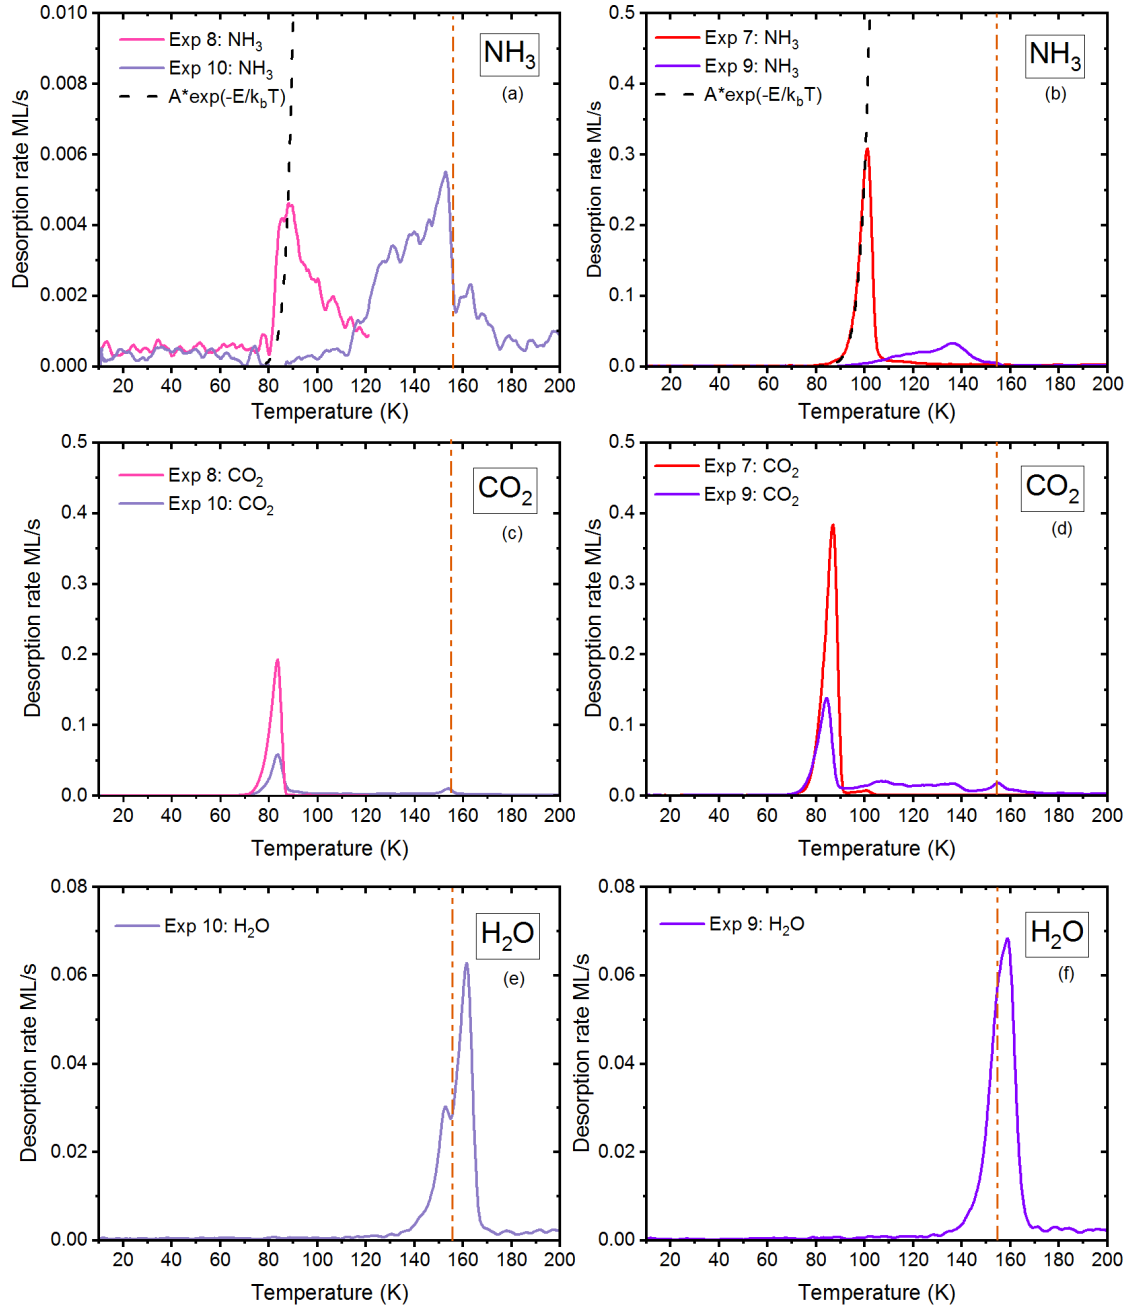 0.010
0.008
0.006
0.004
0.002
0.000
Desorption rate ML/s
Exp 8: NH₃
Exp 10: NH₃
A*exp(-E/k_bT)
NH₃
(a)
20 40 60 80 100 120 140 160 180 200
Temperature (K)
0.5
0.4
0.3
0.2
0.1
0.0
Desorption rate ML/s
Exp 7: NH₃
Exp 9: NH₃
A*exp(-E/k_bT)
NH₃
(b)
20 40 60 80 100 120 140 160 180 200
Temperature (K)
0.5
0.4
0.3
0.2
0.1
0.0
Desorption rate ML/s
Exp 8: CO₂
Exp 10: CO₂
CO₂
(c)
20 40 60 80 100 120 140 160 180 200
Temperature (K)
0.5
0.4
0.3
0.2
0.1
0.0
Desorption rate ML/s
Exp 7: CO₂
Exp 9: CO₂
CO₂
(d)
20 40 60 80 100 120 140 160 180 200
Temperature (K)
0.08
0.06
0.04
0.02
0.00
Desorption rate ML/s
Exp 10: H₂O
H₂O
(e)
20 40 60 80 100 120 140 160 180 200
Temperature (K)
0.08
0.06
0.04
0.02
0.00
Desorption rate ML/s
Exp 9: H₂O
H₂O
(f)
20 40 60 80 100 120 140 160 180 200
Temperature (K)